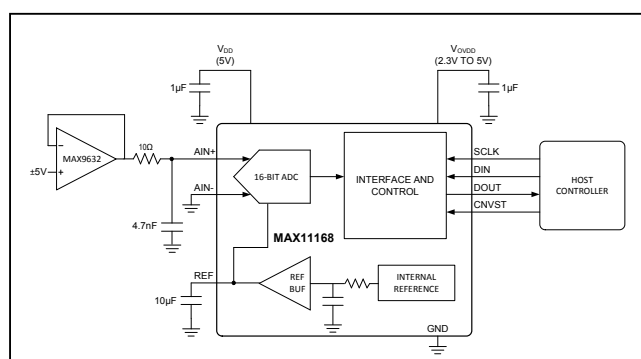 VDD
(5V)
VOVDD
(2.3V TO 5V)
1µF
1µF
MAX9632
±5V
-
+
10Ω
4.7nF
AIN+
AIN-
16-BIT ADC
INTERFACE AND
CONTROL
SCLK
DIN
DOUT
CNVST
HOST
CONTROLLER
MAX11168
REF
10µF
REF
BUF
INTERNAL
REFERENCE
GND